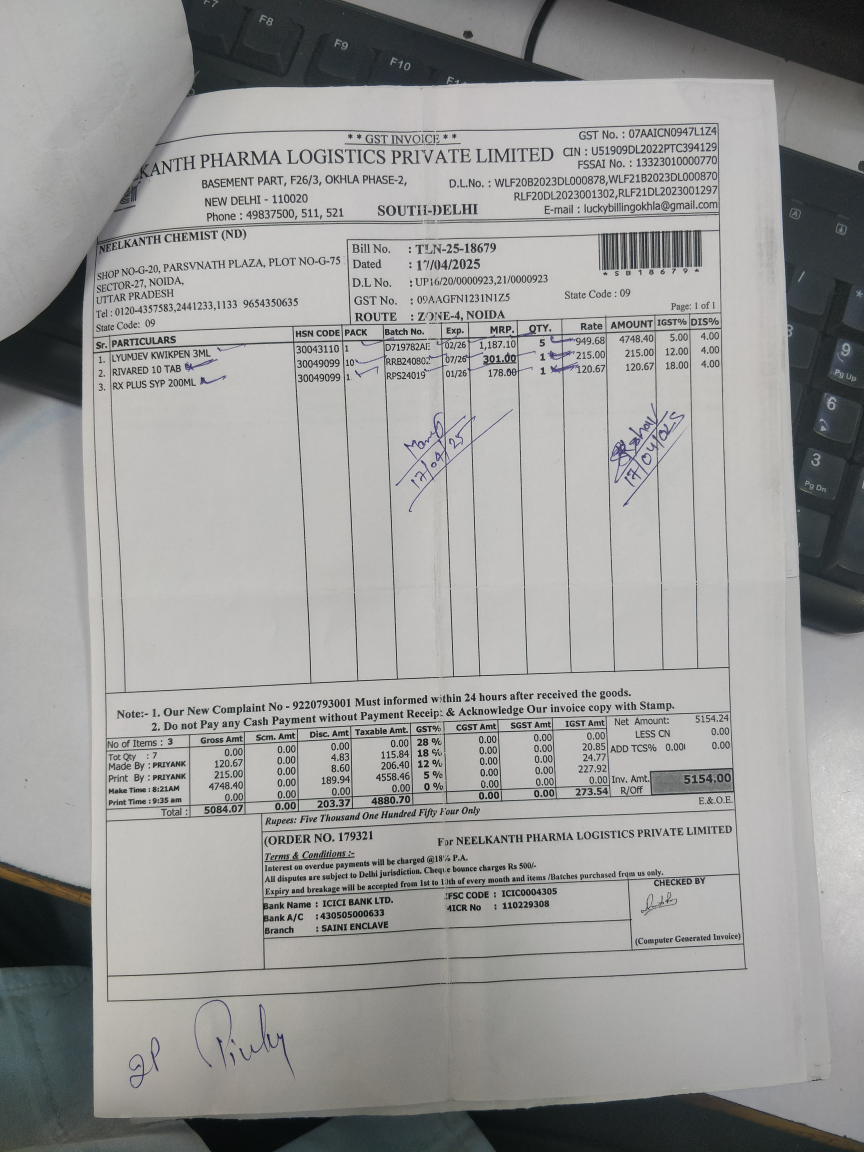 F7
F8
F9
F10
* * GST INVOICE * *
GST No. : 07AAICN0947L1Z4
CIN : U51909DL2022PTC394129
FSSAI No. : 13323010000770
ELKANTH PHARMA LOGISTICS PRIVATE LIMITED
BASEMENT PART, F26/3, OKHLA PHASE-2,
NEW DELHI - 110020
Phone : 49837500, 511, 521
SOUTH-DELHI
D.L.No. : WLF20B2023DL000878,WLF21B2023DL000870
RLF20DL2023001302,RLF21DL2023001297
E-mail : luckybillingokhla@gmail.com
NEELKANTH CHEMIST (ND)
SHOP NO-G-20, PARSVNATH PLAZA, PLOT NO-G-75
SECTOR-27, NOIDA,
UTTAR PRADESH
Tel : 0120-4357583,2441233,1133 9654350635
State Code: 09
Bill No. : TLN-25-18679
Dated : 17/04/2025
D.L No. : UP16/20/0000923,21/0000923
GST No. : 09AAGFN1231N1Z5
State Code : 09
ROUTE : ZONE-4, NOIDA
*SB18679*
Page: 1 of 1
Sr. PARTICULARS HSN CODE PACK Batch No. Exp. MRP. QTY. Rate AMOUNT IGST% DIS%
1. LYUMJEV KWIKPEN 3ML 30043110 1 D719782AE 02/26 1,187.10 5 949.68 4748.40 5.00 4.00
2. RIVARED 10 TAB 30049099 10 RRB24080 07/26 301.00 1 215.00 215.00 12.00 4.00
3. RX PLUS SYP 200ML 30049099 1 RPS24019 01/26 178.00 1 120.67 120.67 18.00 4.00
17/04/25
17/04/025
Note:- 1. Our New Complaint No - 9220793001 Must informed within 24 hours after received the goods.
2. Do not Pay any Cash Payment without Payment Receipt & Acknowledge Our invoice copy with Stamp.
No of Items : 3 Gross Amt Scm. Amt Disc. Amt Taxable Amt. GST% CGST Amt SGST Amt IGST Amt
Tot Qty : 7 0.00 0.00 0.00 0.00 28 % 0.00 0.00 0.00
Made By : PRIYANK 120.67 0.00 4.83 115.84 18 % 0.00 0.00 20.85
Print By : PRIYANK 215.00 0.00 8.60 206.40 12 % 0.00 0.00 24.77
Make Time : 8:21AM 4748.40 0.00 189.94 4558.46 5 % 0.00 0.00 227.92
Print Time : 9:35 am 0.00 0.00 0.00 0.00 0 % 0.00 0.00 0.00
Total : 5084.07 0.00 203.37 4880.70 0.00 0.00 273.54
Net Amount: 5154.24
LESS CN 0.00
ADD TCS% 0.00 0.00
Inv. Amt. 5154.00
R/Off
E.&O.E.
Rupees: Five Thousand One Hundred Fifty Four Only
(ORDER NO. 179321
For NEELKANTH PHARMA LOGISTICS PRIVATE LIMITED
Terms & Conditions :-
Interest on overdue payments will be charged @18% P.A.
All disputes are subject to Delhi jurisdiction. Cheque bounce charges Rs 500/-
Expiry and breakage will be accepted from 1st to 10th of every month and items /Batches purchased from us only.
Bank Name : ICICI BANK LTD.
IFSC CODE : ICIC0004305
Bank A/C : 430505000633
MICR No : 110229308
Branch : SAINI ENCLAVE
CHECKED BY
(Computer Generated Invoice)
9
Pg Up
6
3
Pg Dn